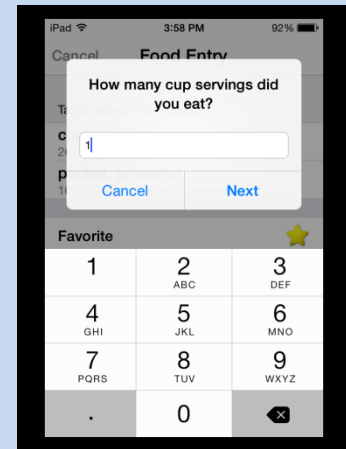 iPad 3:58 PM 92%
Cancel Food Entry
How many cup servings did
you eat?
1
Cancel Next
Favorite
1 2 3
ABC DEF
4 5 6
GHI JKL MNO
7 8 9
PQRS TUV WXYZ
. 0